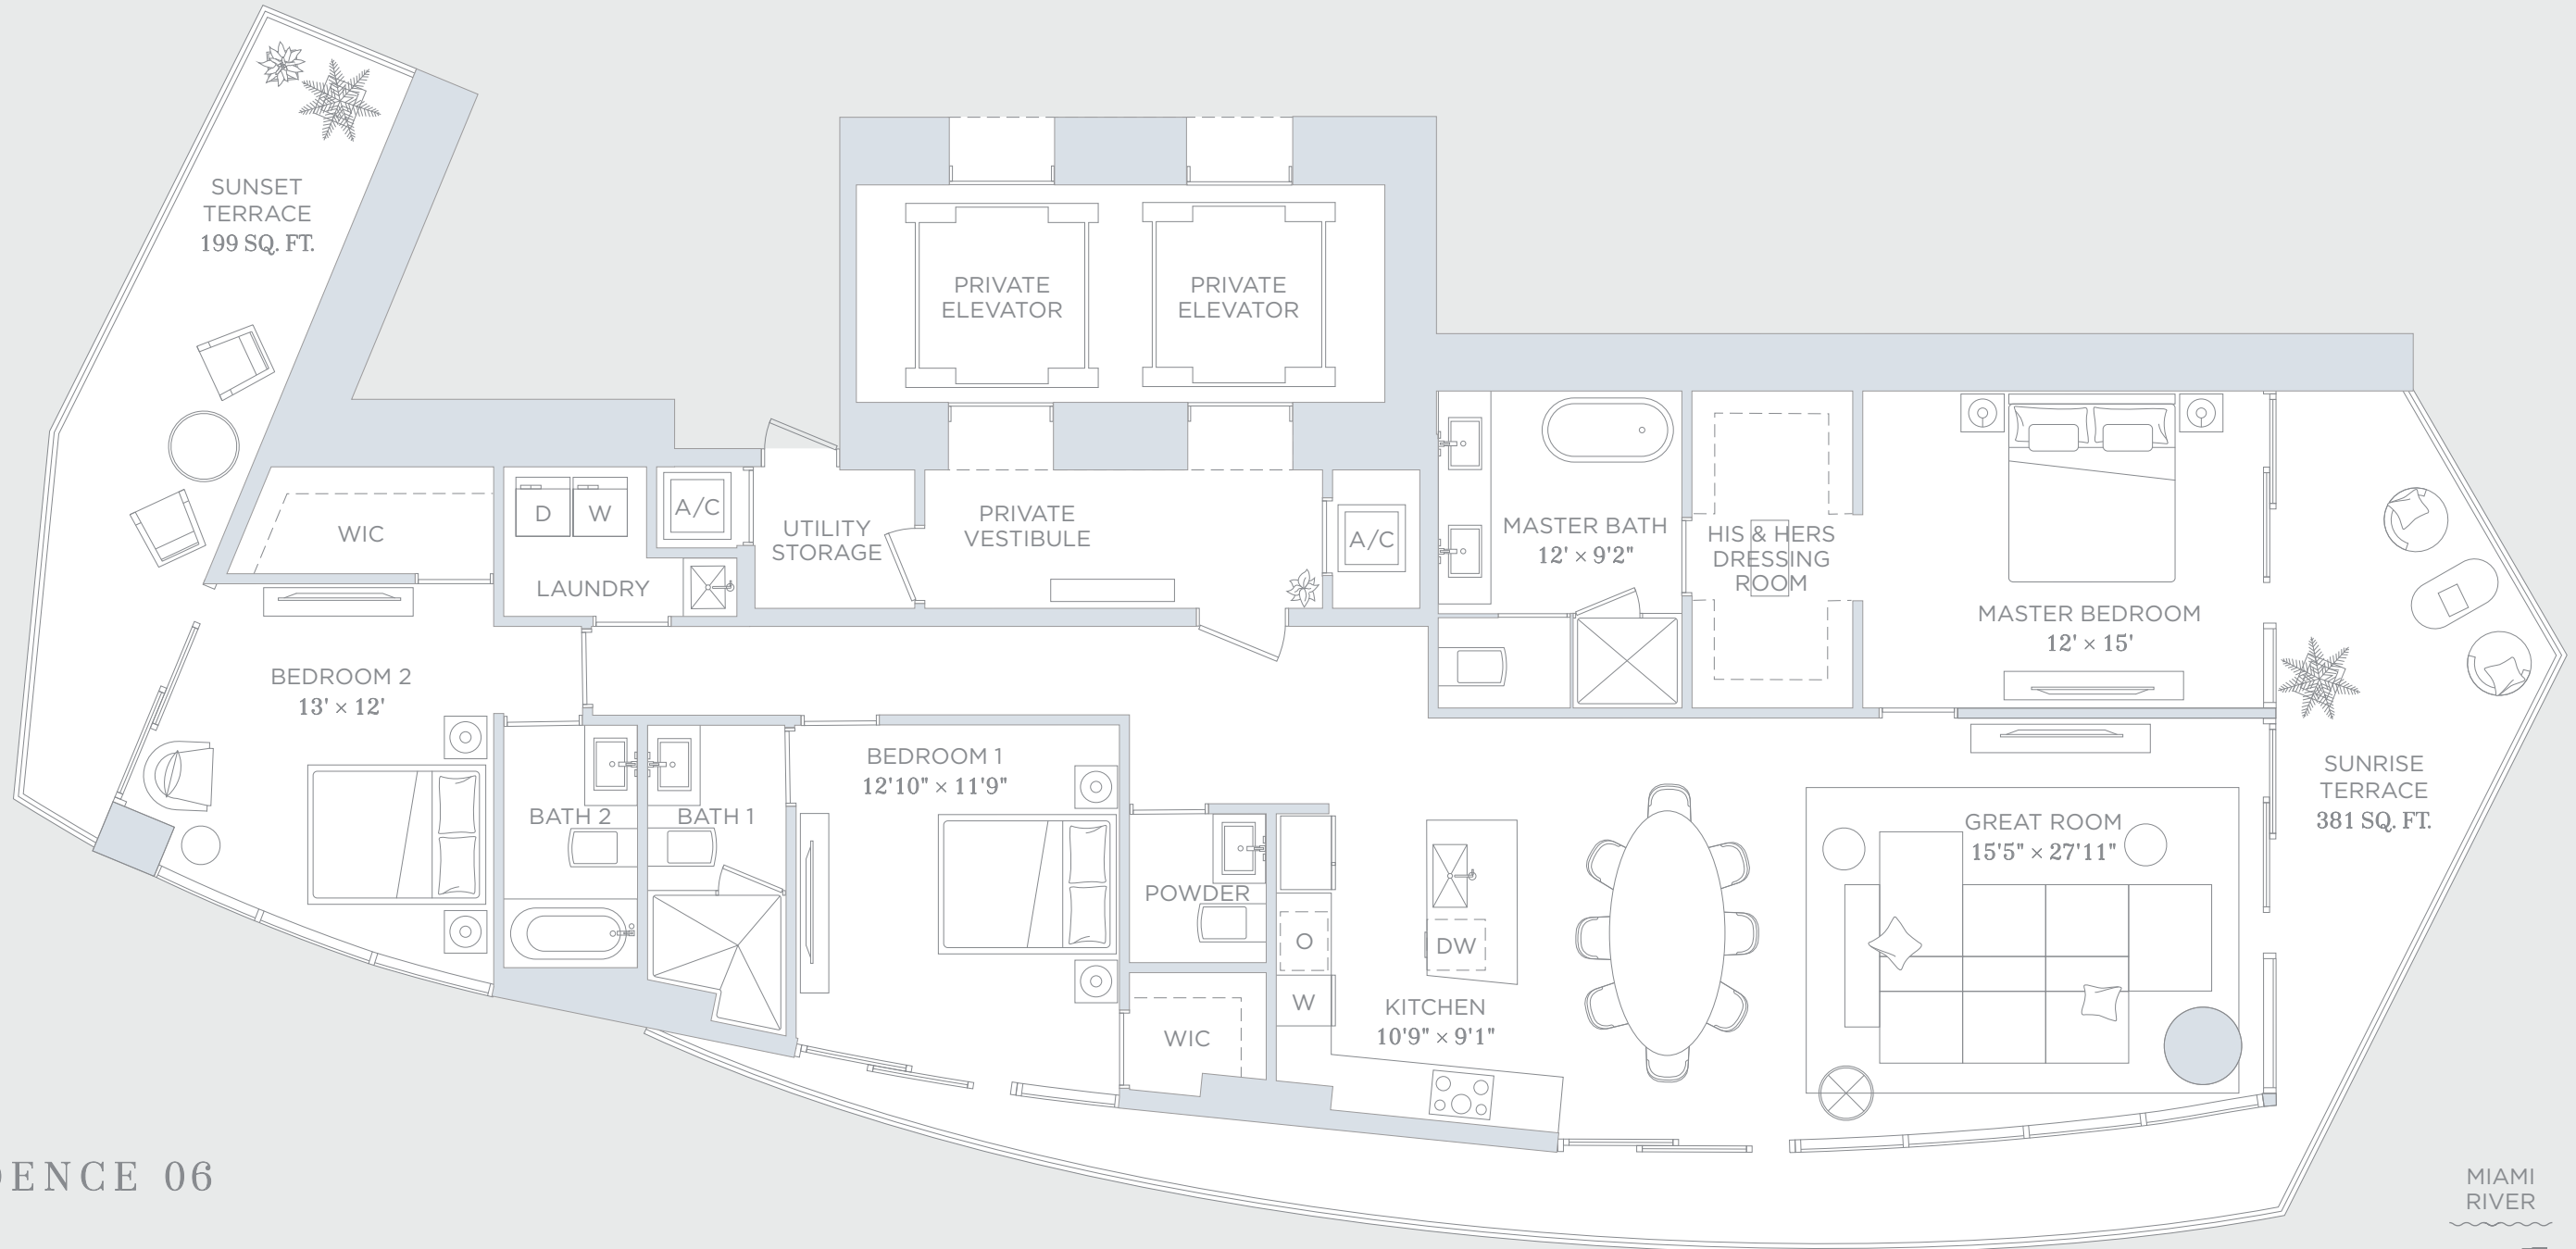 SUNSET
TERRACE
199 SQ. FT.
PRIVATE
ELEVATOR
PRIVATE
ELEVATOR
WIC
D
W
A/C
LAUNDRY
UTILITY
STORAGE
PRIVATE
VESTIBULE
A/C
MASTER BATH
12' × 9'2"
HIS & HERS
DRESSING
ROOM
MASTER BEDROOM
12' × 15'
BEDROOM 2
13' × 12'
BATH 2
BATH 1
BEDROOM 1
12'10" × 11'9"
POWDER
WIC
O
W
DW
KITCHEN
10'9" × 9'1"
GREAT ROOM
15'5" × 27'11"
SUNRISE
TERRACE
381 SQ. FT.
DENCE 06
MIAMI
RIVER